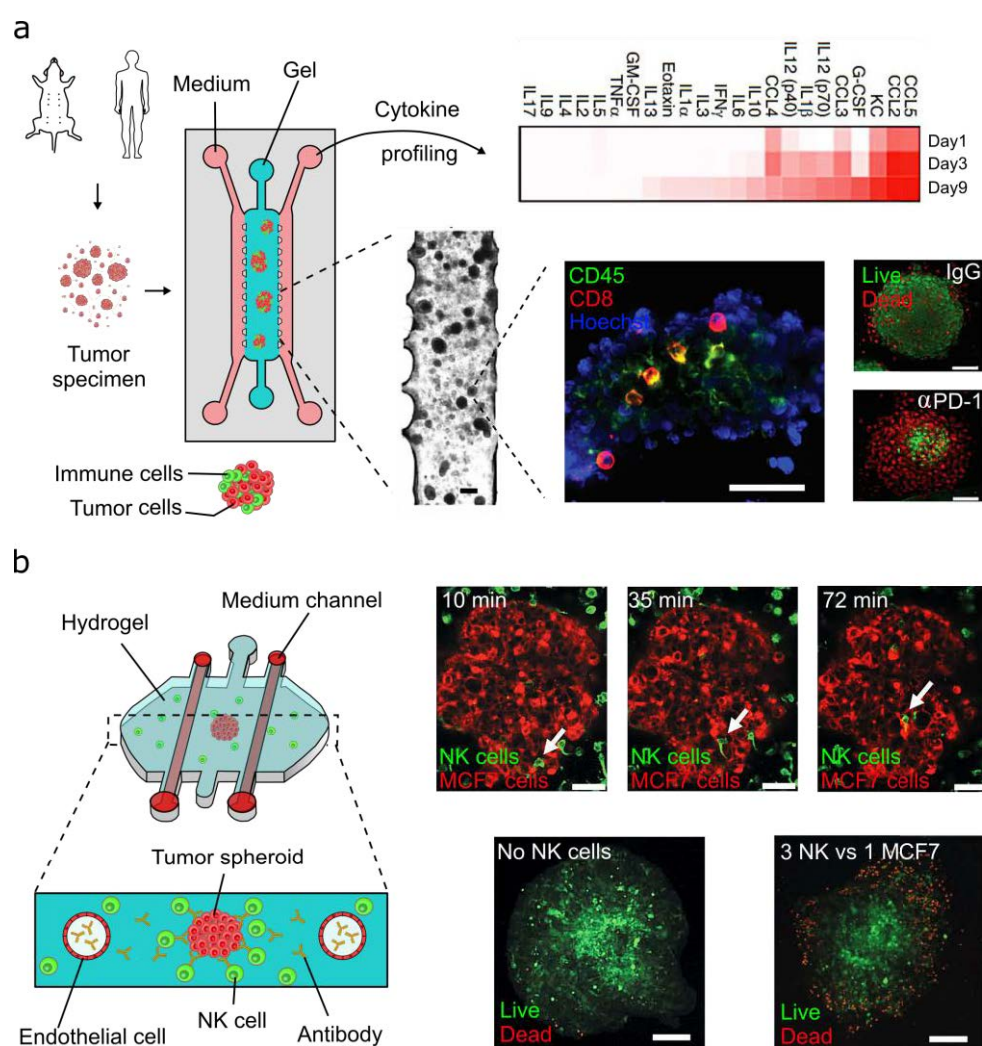 a
Medium
Gel
Cytokine
profiling
Tumor
specimen
Immune cells
Tumor cells
IL17
IL9
IL4
IL2
IL5
TNFα
GM-CSF
IL13
Eotaxin
IL1α
IL3
IFNγ
IL6
IL10
CCL4
IL12 (p40)
IL1β
IL12 (p70)
CCL3
G-CSF
KC
CCL2
CCL5
Day1
Day3
Day9
CD45
CD8
Hoechst
Live
IgG
Dead
αPD-1
b
Hydrogel
Medium channel
Tumor spheroid
Endothelial cell
NK cell
Antibody
10 min
NK cells
MCF7 cells
35 min
NK cells
MCF7 cells
72 min
NK cells
MCF7 cells
No NK cells
Live
Dead
3 NK vs 1 MCF7
Live
Dead